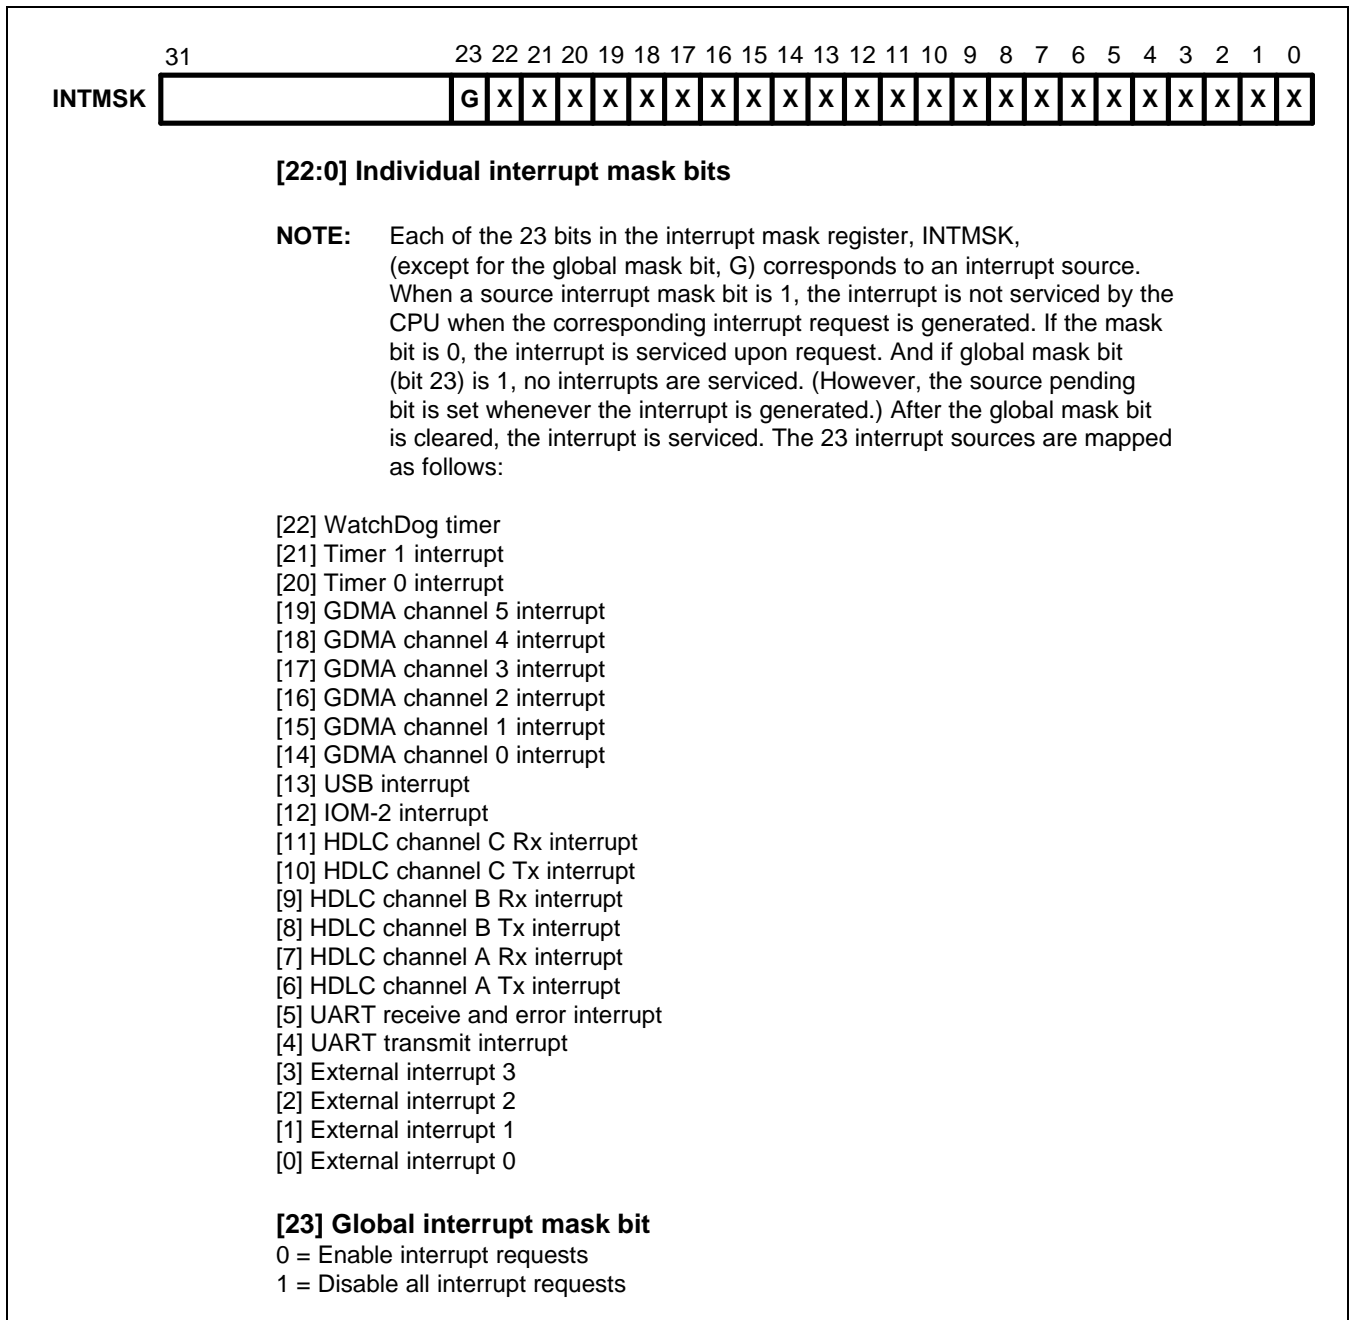 31 23 22 21 20 19 18 17 16 15 14 13 12 11 10 9 8 7 6 5 4 3 2 1 0
INTMSK G X X X X X X X X X X X X X X X X X X X X X X X
[22:0] Individual interrupt mask bits
NOTE: Each of the 23 bits in the interrupt mask register, INTMSK,
(except for the global mask bit, G) corresponds to an interrupt source.
When a source interrupt mask bit is 1, the interrupt is not serviced by the
CPU when the corresponding interrupt request is generated. If the mask
bit is 0, the interrupt is serviced upon request. And if global mask bit
(bit 23) is 1, no interrupts are serviced. (However, the source pending
bit is set whenever the interrupt is generated.) After the global mask bit
is cleared, the interrupt is serviced. The 23 interrupt sources are mapped
as follows:
[22] WatchDog timer
[21] Timer 1 interrupt
[20] Timer 0 interrupt
[19] GDMA channel 5 interrupt
[18] GDMA channel 4 interrupt
[17] GDMA channel 3 interrupt
[16] GDMA channel 2 interrupt
[15] GDMA channel 1 interrupt
[14] GDMA channel 0 interrupt
[13] USB interrupt
[12] IOM-2 interrupt
[11] HDLC channel C Rx interrupt
[10] HDLC channel C Tx interrupt
[9] HDLC channel B Rx interrupt
[8] HDLC channel B Tx interrupt
[7] HDLC channel A Rx interrupt
[6] HDLC channel A Tx interrupt
[5] UART receive and error interrupt
[4] UART transmit interrupt
[3] External interrupt 3
[2] External interrupt 2
[1] External interrupt 1
[0] External interrupt 0
[23] Global interrupt mask bit
0 = Enable interrupt requests
1 = Disable all interrupt requests